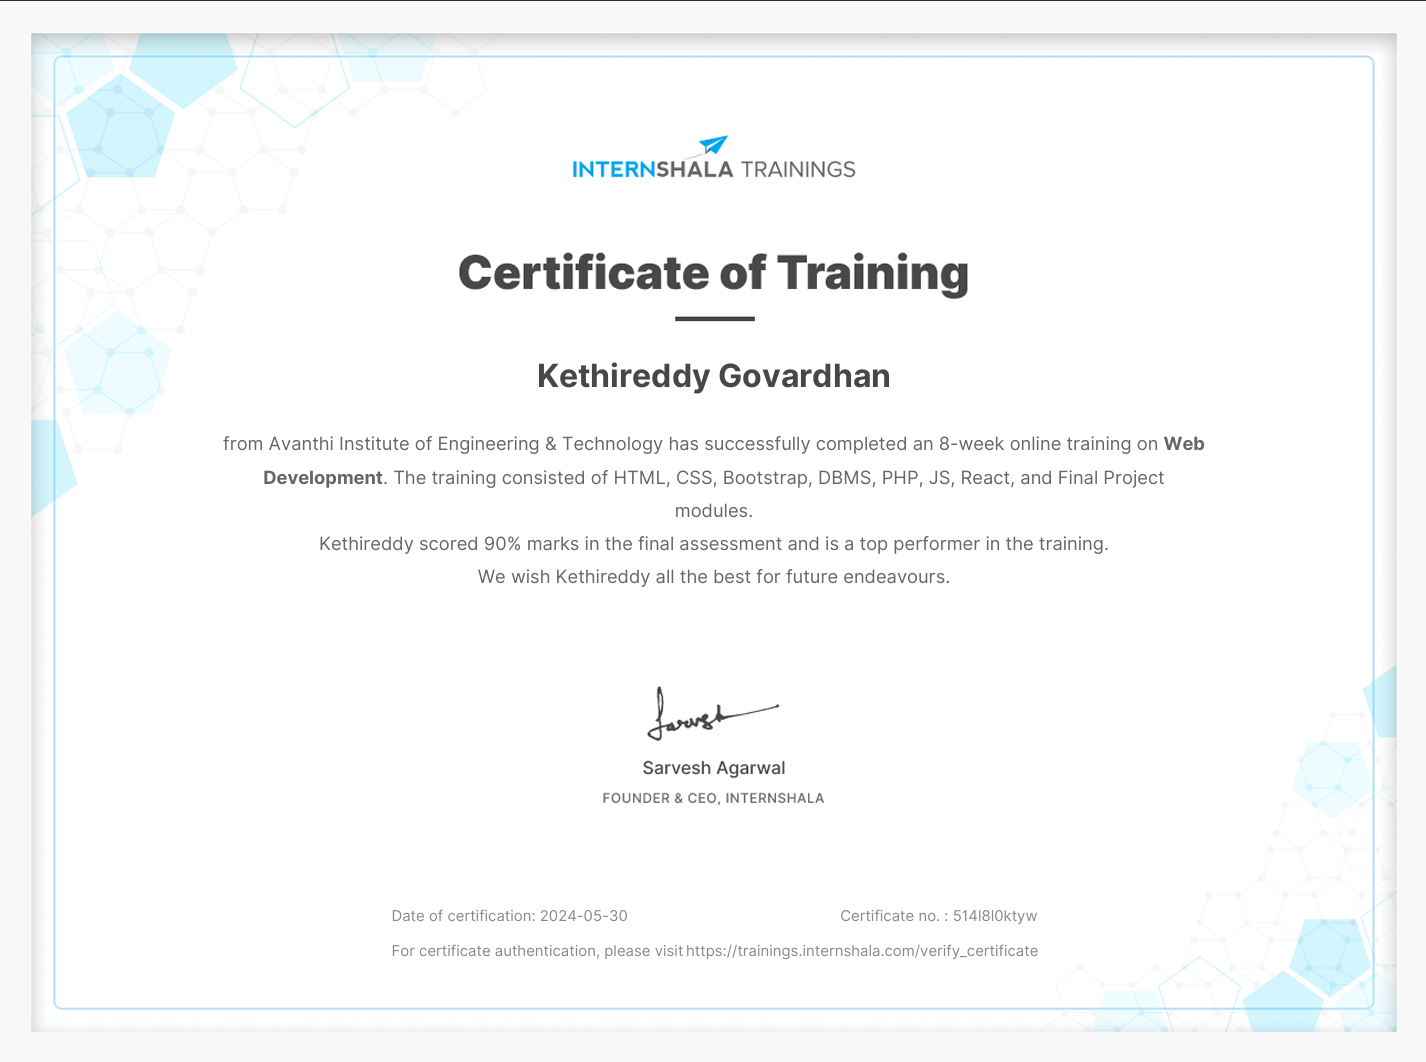 INTERNSHALA TRAININGS
Certificate of Training
Kethireddy Govardhan
from Avanthi Institute of Engineering & Technology has successfully completed an 8-week online training on Web
Development. The training consisted of HTML, CSS, Bootstrap, DBMS, PHP, JS, React, and Final Project
modules.
Kethireddy scored 90% marks in the final assessment and is a top performer in the training.
We wish Kethireddy all the best for future endeavours.
Sarvesh
Sarvesh Agarwal
FOUNDER & CEO, INTERNSHALA
Date of certification: 2024-05-30 Certificate no. : 514l8l0ktyw
For certificate authentication, please visit https://trainings.internshala.com/verify_certificate